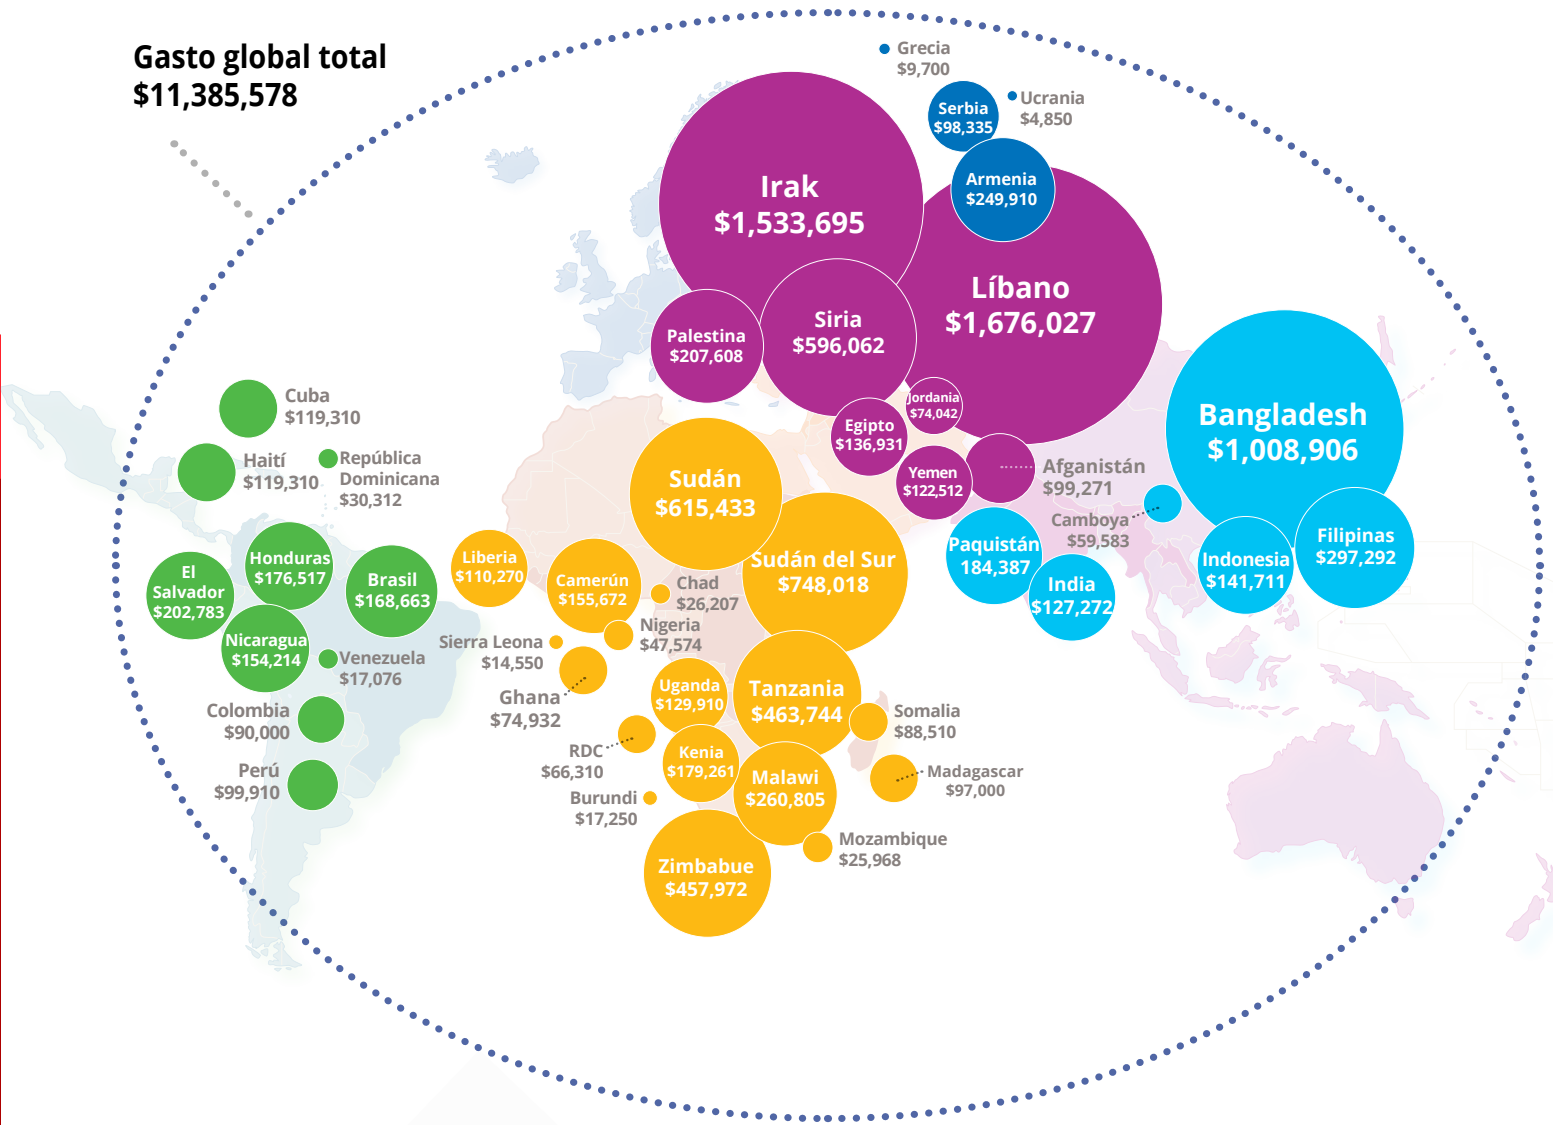 Gasto global total
$11,385,578
Grecia
$9,700
Ucrania
$4,850
Serbia
$98,335
Armenia
$249,910
Irak
$1,533,695
Líbano
$1,676,027
Siria
$596,062
Palestina
$207,608
Jordania
$74,042
Egipto
$136,931
Yemen
$122,512
Afganistán
$99,271
Bangladesh
$1,008,906
Camboya
$59,583
Filipinas
$297,292
Indonesia
$141,711
Paquistán
184,387
India
$127,272
Cuba
$119,310
Haití
$119,310
República
Dominicana
$30,312
Honduras
$176,517
El
Salvador
$202,783
Brasil
$168,663
Nicaragua
$154,214
Venezuela
$17,076
Colombia
$90,000
Perú
$99,910
Sudán
$615,433
Sudán del Sur
$748,018
Liberia
$110,270
Camerún
$155,672
Chad
$26,207
Nigeria
$47,574
Sierra Leona
$14,550
Ghana
$74,932
Uganda
$129,910
Tanzania
$463,744
Somalia
$88,510
RDC
$66,310
Kenia
$179,261
Malawi
$260,805
Madagascar
$97,000
Burundi
$17,250
Mozambique
$25,968
Zimbabue
$457,972